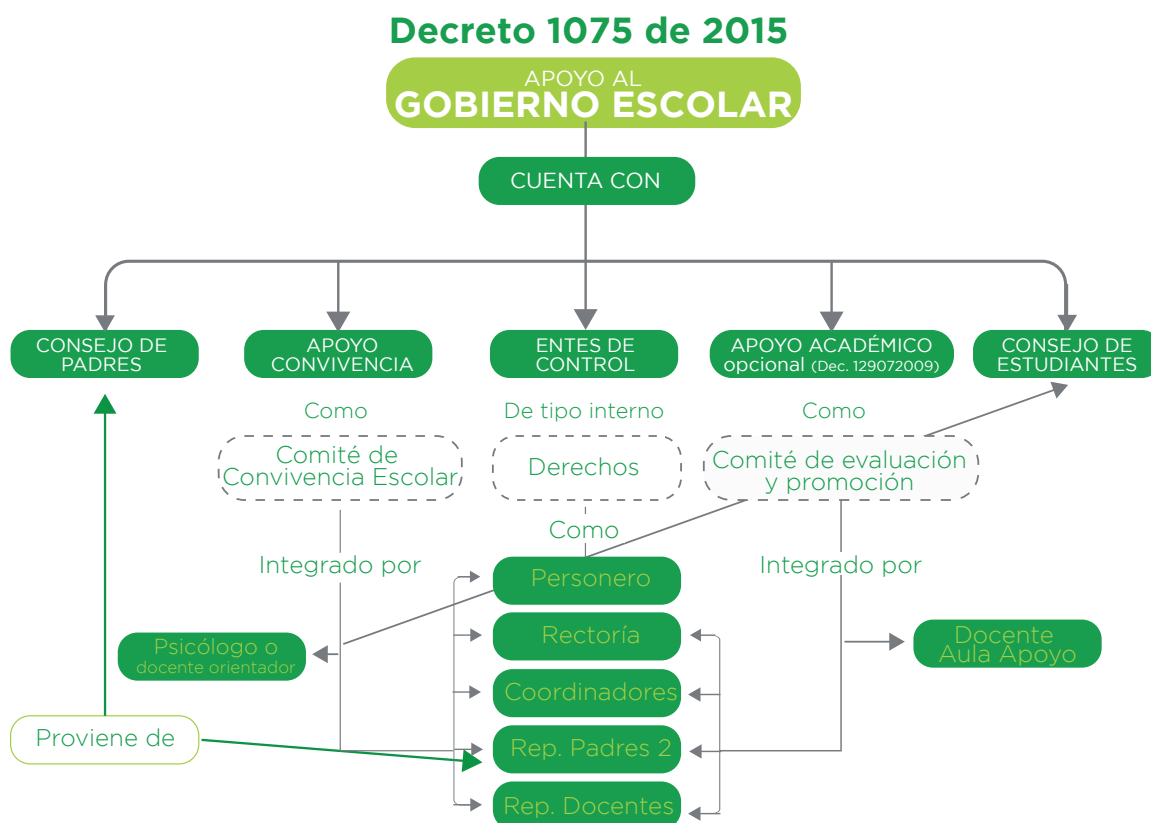 Decreto 1075 de 2015
APOYO AL
GOBIERNO ESCOLAR
CUENTA CON
CONSEJO DE
PADRES
APOYO
CONVIVENCIA
ENTES DE
CONTROL
APOYO ACADÉMICO
opcional (Dec. 129072009)
CONSEJO DE
ESTUDIANTES
Como
De tipo interno
Como
Comité de
Convivencia Escolar
Derechos
Comité de evaluación
y promoción
Como
Integrado por
Integrado por
Personero
Rectoría
Psicólogo o
docente orientador
Docente
Aula Apoyo
Coordinadores
Proviene de
Rep. Padres 2
Rep. Docentes